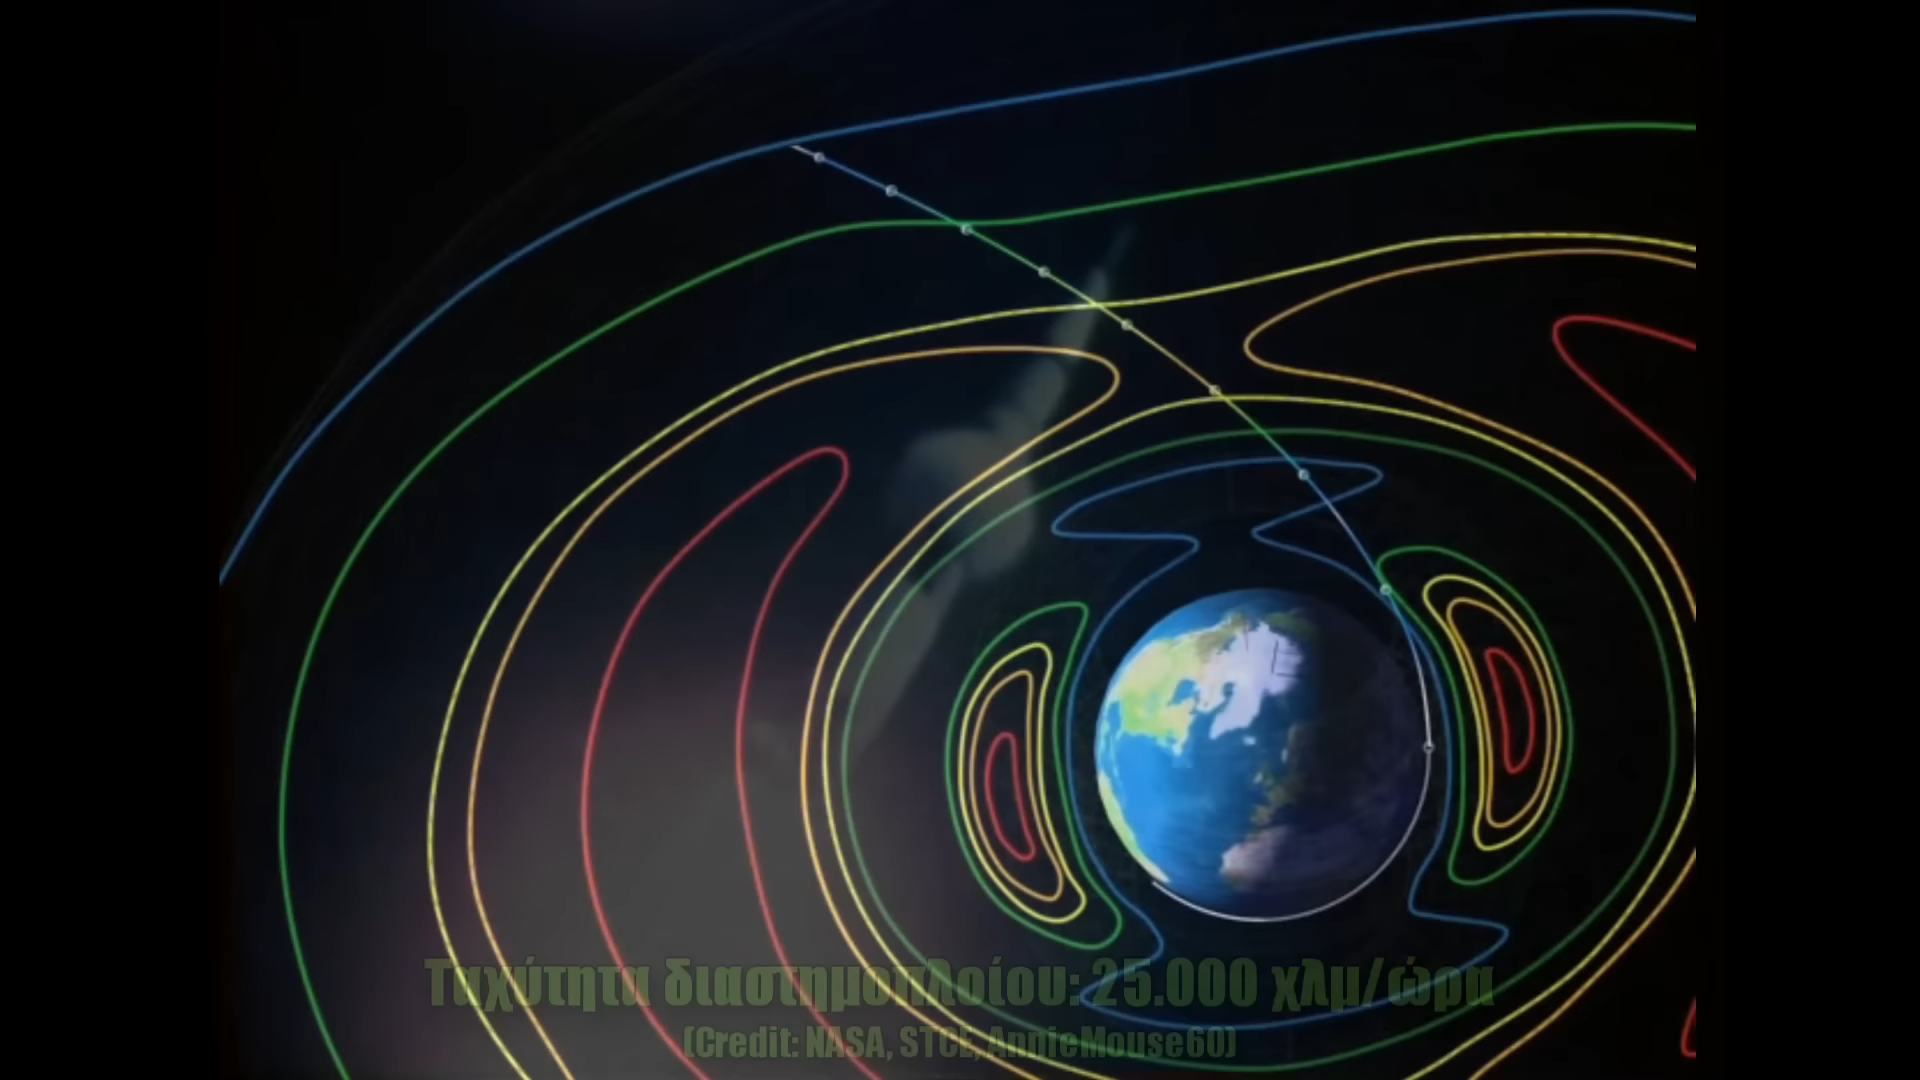 Ταχύτητα διαστημοπλοίου: 25.000 χλμ/ώρα
(Credit: NASA, STCE, AnnieMouse60)